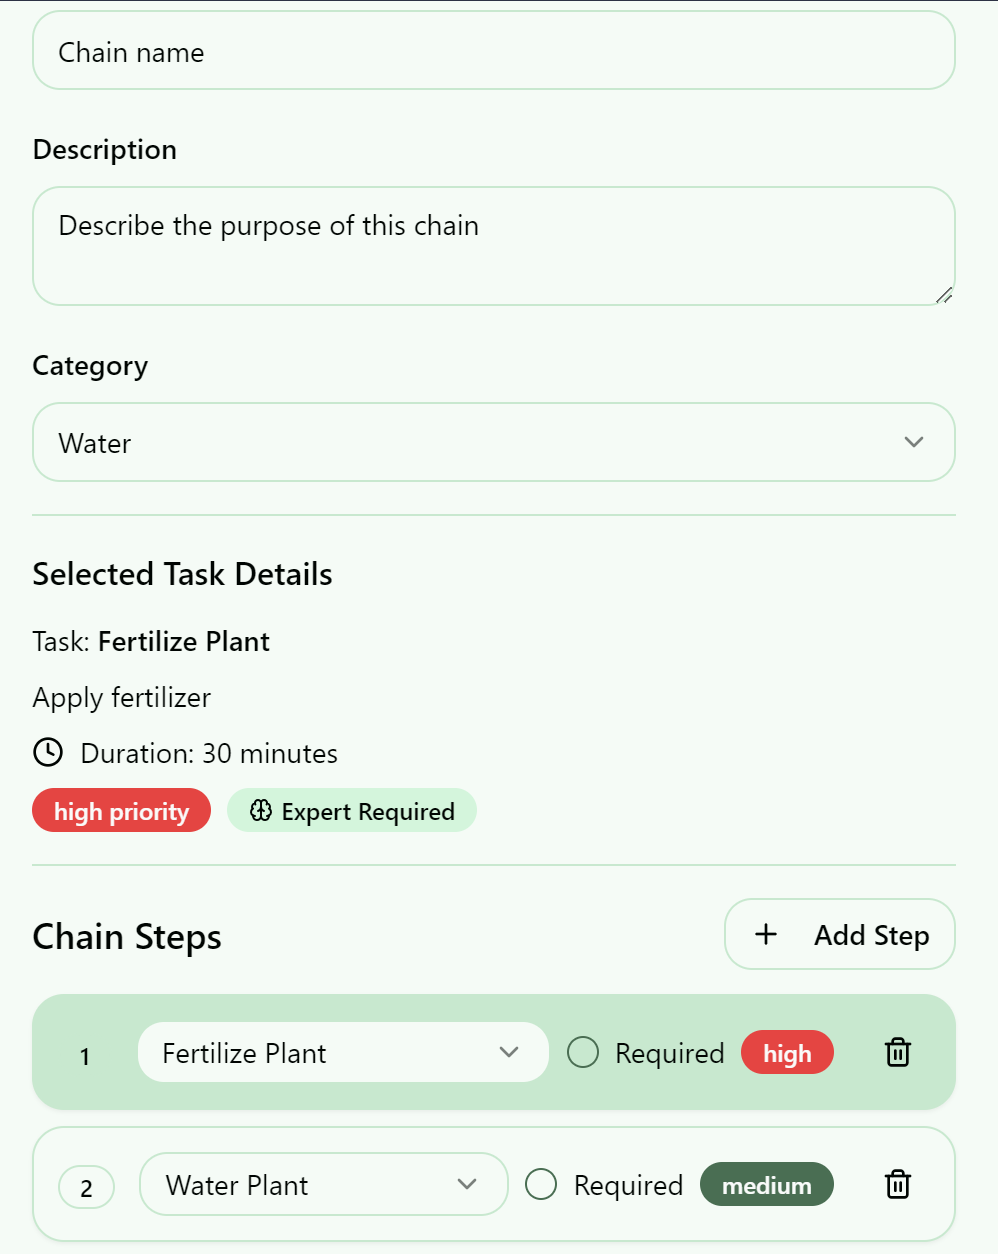 Chain name
Description
Describe the purpose of this chain
Category
Water
Selected Task Details
Task: Fertilize Plant
Apply fertilizer
Duration: 30 minutes
high priority Expert Required
Chain Steps Add Step
1 Fertilize Plant Required high
2 Water Plant Required medium